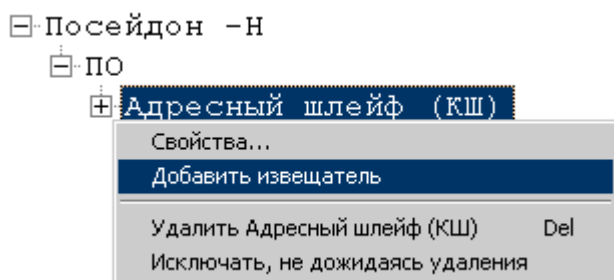 Посейдон -Н
ПО
Адресный шлейф (КШ)
Свойства...
Добавить извещатель
Удалить Адресный шлейф (КШ) Del
Исключать, не дожидаясь удаления